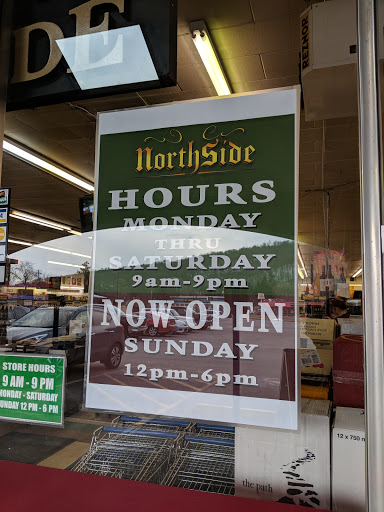 DE
NorthSide
HOURS
MONDAY
THRU
SATURDAY
9am-9pm
NOW OPEN
SUNDAY
12pm-6pm
STORE HOURS
9 AM - 9 PM
MONDAY - SATURDAY
SUNDAY 12 PM - 6 PM
the path
12 x 750